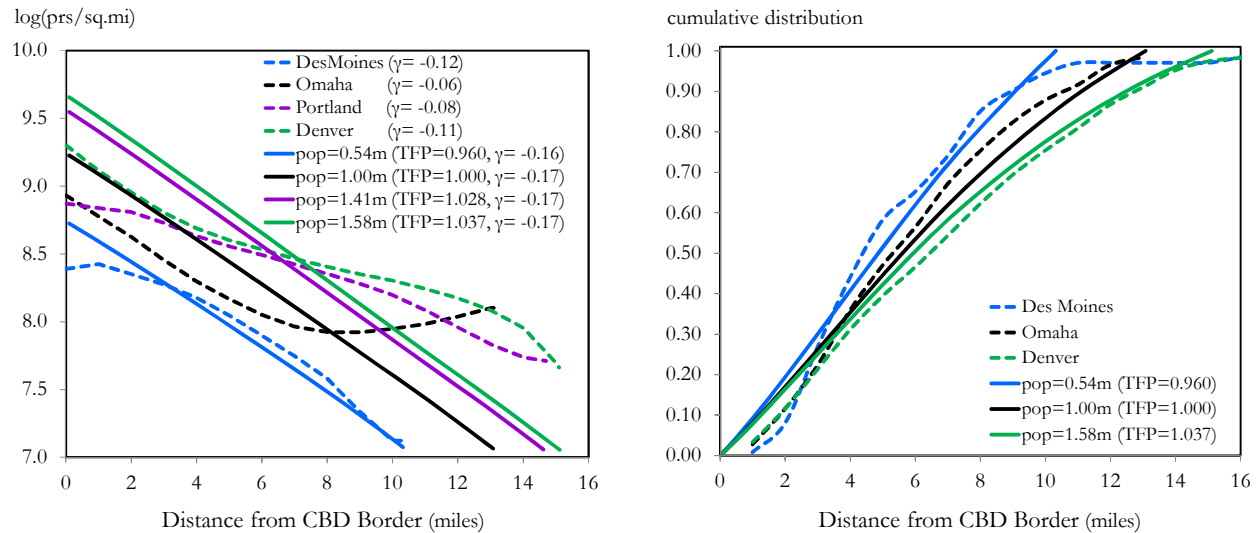 log(prs/sq.mi)
10.0
9.5
9.0
8.5
8.0
7.5
7.0
0 2 4 6 8 10 12 14 16
DesMoines (γ= -0.12)
Omaha (γ= -0.06)
Portland (γ= -0.08)
Denver (γ= -0.11)
pop=0.54m (TFP=0.960, γ= -0.16)
pop=1.00m (TFP=1.000, γ= -0.17)
pop=1.41m (TFP=1.028, γ= -0.17)
pop=1.58m (TFP=1.037, γ= -0.17)
Distance from CBD Border (miles)
cumulative distribution
1.00
0.90
0.80
0.70
0.60
0.50
0.40
0.30
0.20
0.10
0.00
0 2 4 6 8 10 12 14 16
Des Moines
Omaha
Denver
pop=0.54m (TFP=0.960)
pop=1.00m (TFP=1.000)
pop=1.58m (TFP=1.037)
Distance from CBD Border (miles)